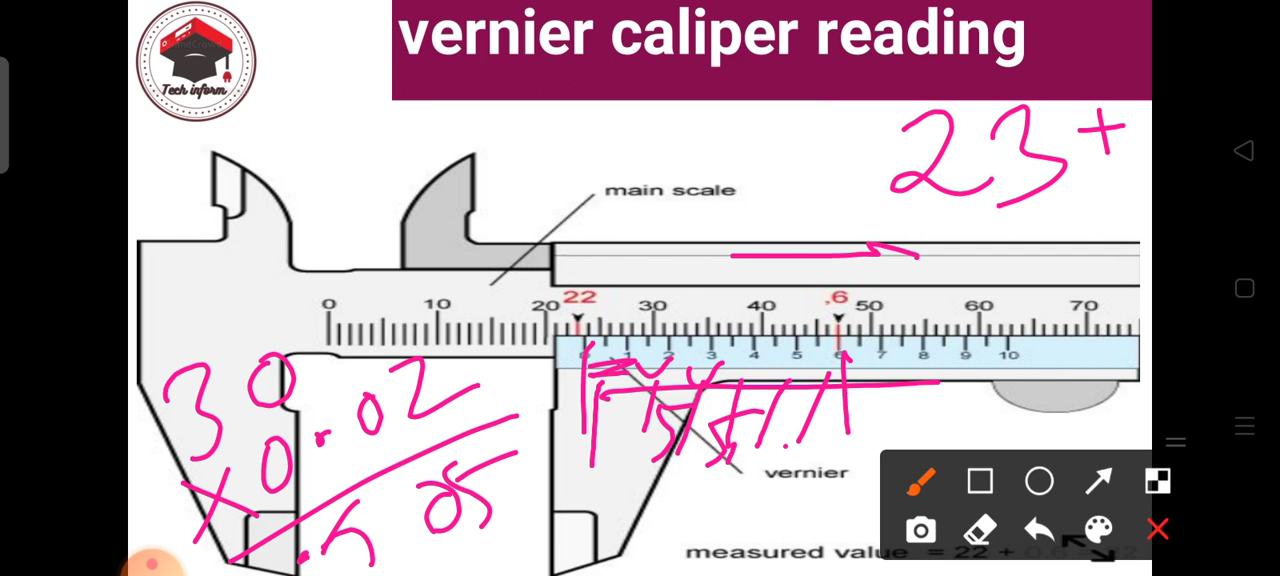 vernier caliper reading
Tech inform
23+
main scale
0 10 20 22 30 40 .6 50 60 70
0 1 2 3 4 5 6 7 8 9 10
30
×0.02
vernier
measured value = 22 + 0.6